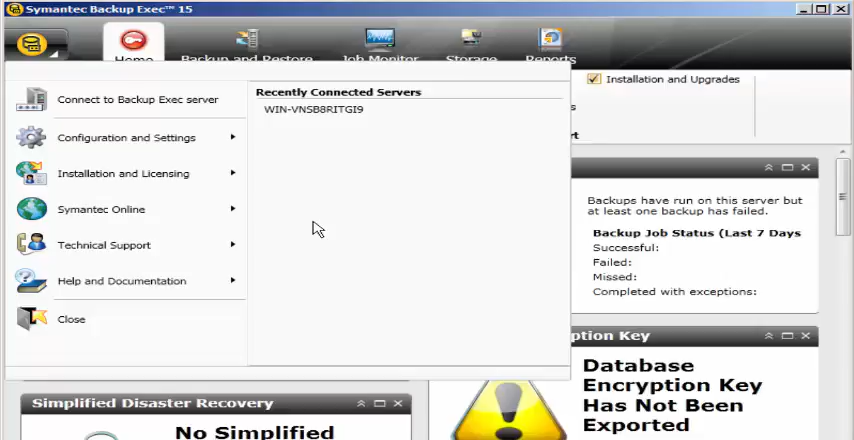 Symantec Backup Exec™ 15
Home
Backup and Restore
Job Monitor
Storage
Reports
Connect to Backup Exec server
Configuration and Settings
Installation and Licensing
Symantec Online
Technical Support
Help and Documentation
Close
Recently Connected Servers
WIN-VNSB8RITGI9
Installation and Upgrades
Backups have run on this server but
at least one backup has failed.
Backup Job Status (Last 7 Days
Successful:
Failed:
Missed:
Completed with exceptions:
ption Key
Database
Encryption Key
Has Not Been
Exported
Simplified Disaster Recovery
No Simplified